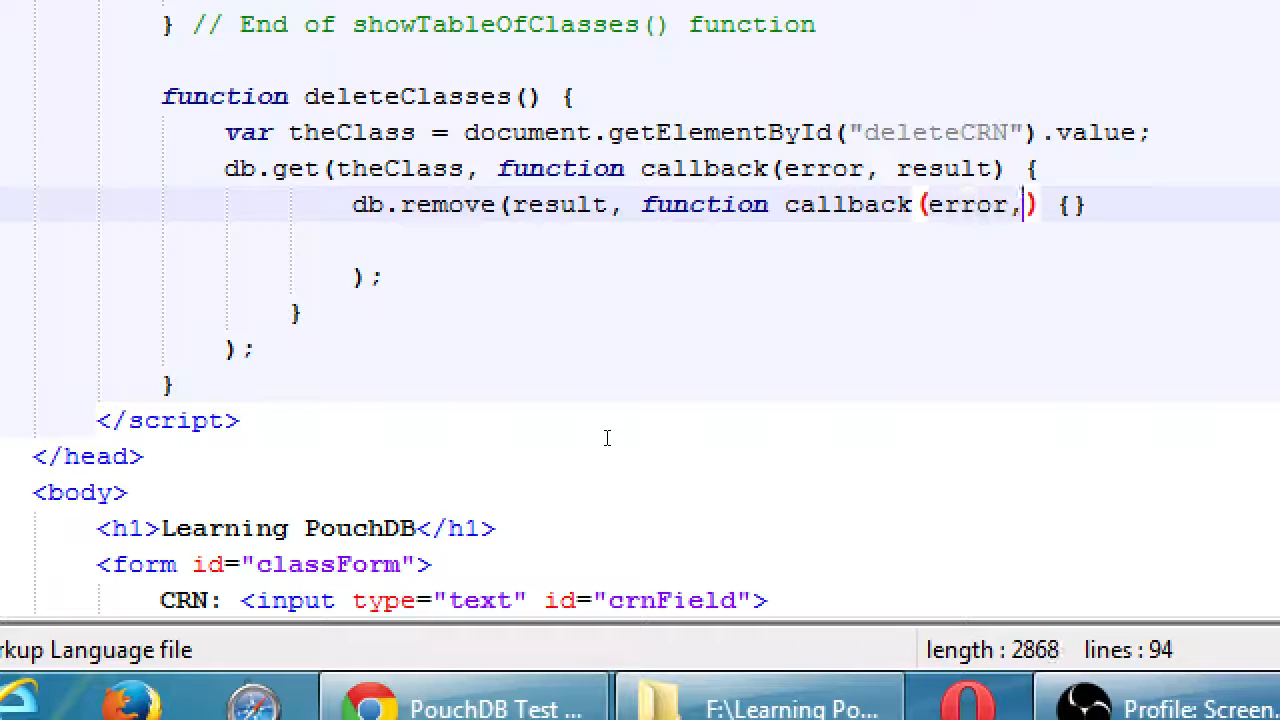 } // End of showTableOfClasses() function
function deleteClasses() {
var theClass = document.getElementById("deleteCRN").value;
db.get(theClass, function callback(error, result) {
db.remove(result, function callback(error,) {}
);
}
);
}
</script>
</head>
<body>
<h1>Learning PouchDB</h1>
<form id="classForm">
CRN: <input type="text" id="crnField">
rkup Language file
length : 2868 lines : 94
PouchDB Test ...
F:\Learning Po...
Profile: Screen.